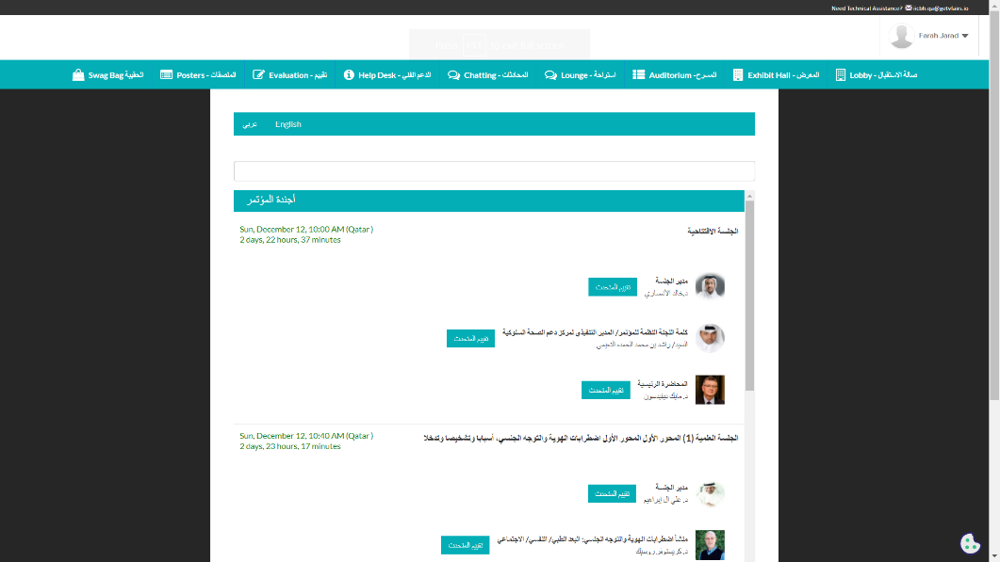 Need Technical Assistance? iicbh.qa@getvfairs.io
Farah Jarad
Swag Bag - الحقيبة
Posters - الملصقات
Evaluation - تقييم
Help Desk - الدعم الفني
Chatting - المحادثات
Lounge - استراحة
Auditorium - المسرح
Exhibit Hall - المعرض
Lobby - صالة الاستقبال
عربي English
أجندة المؤتمر
Sun, December 12, 10:00 AM (Qatar )
2 days, 22 hours, 37 minutes
الجلسة الافتتاحية
مدير الجلسة
د.خالد الأنصاري
تقييم المتحدث
كلمة اللجنة النظمة للمؤتمر/ المدير التنفيذي لمركز دعم الصحة السلوكية
السيد/ راشد بن محمد الحمده النعيمي
تقييم المتحدث
المحاضرة الرئيسية
د. مايك ديفيدسون
تقييم المتحدث
Sun, December 12, 10:40 AM (Qatar )
2 days, 23 hours, 17 minutes
الجلسة العلمية (1) المحور الأول المحور الأول اضطرابات الهوية والتوجه الجنسي، أسبابا وتشخيصا وتدخلا
مدير الجلسة
د. علي ال إبراهيم
تقييم المتحدث
منشأ اضطرابات الهوية والتوجه الجنسي: البعد الطبي/ النفسي/ الاجتماعي
د. كريستوفر روسيك
تقييم المتحدث